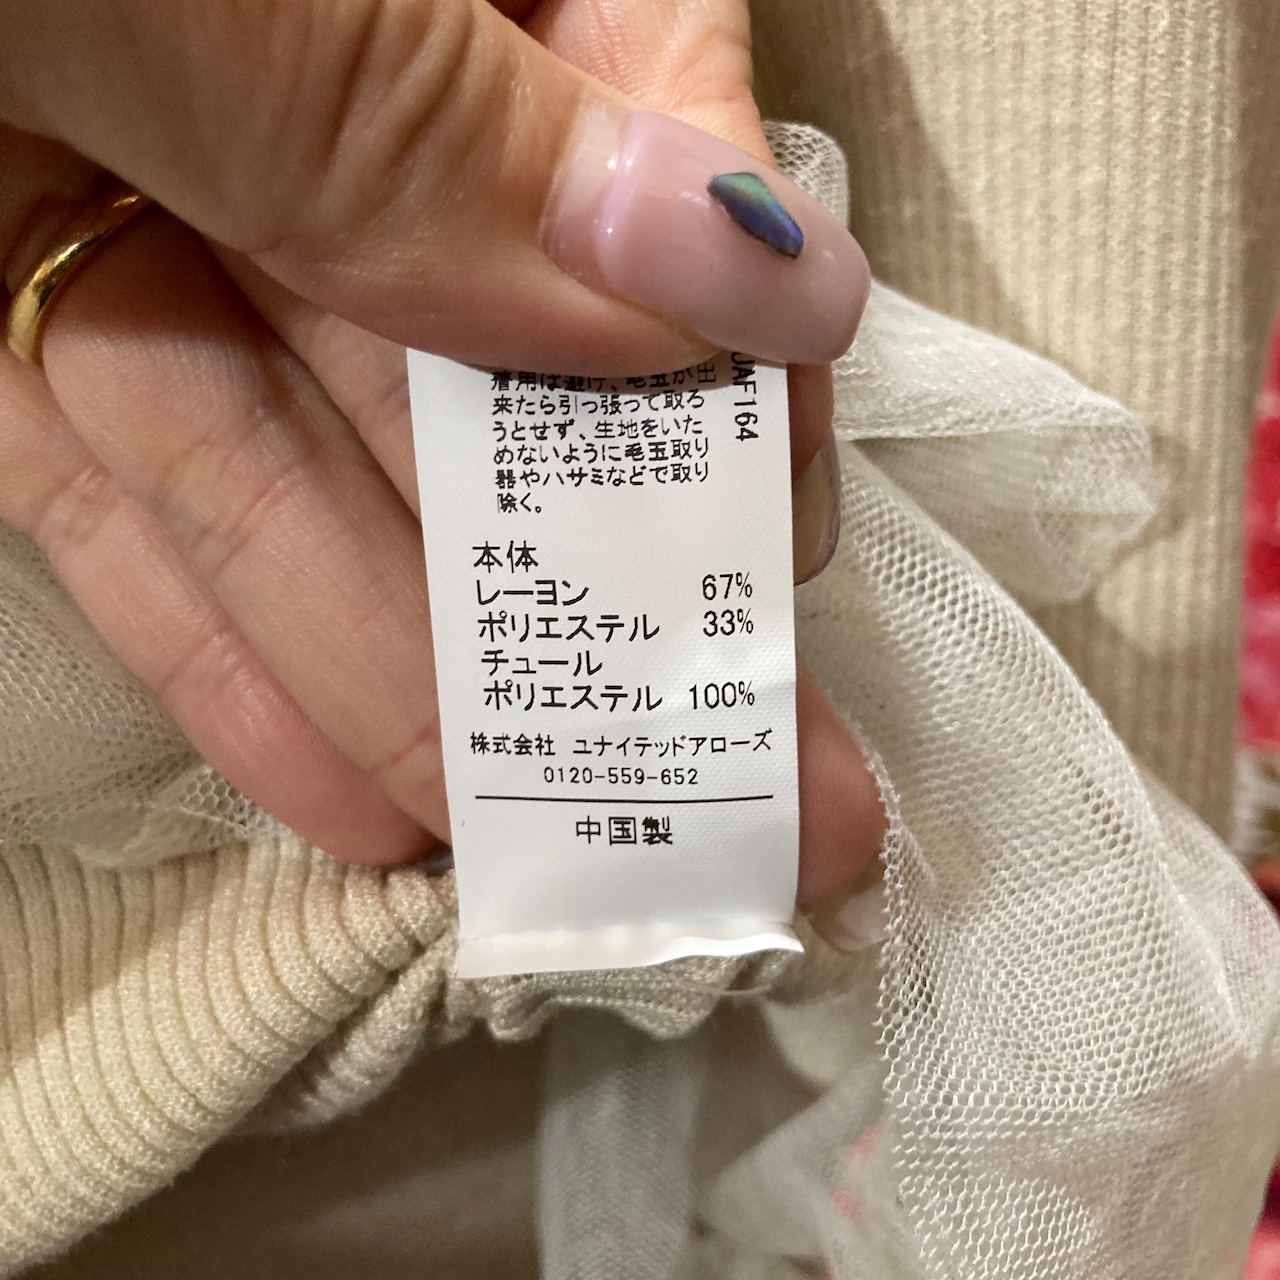 着用は避け、毛玉が出
来たら引っ張って取ろ
うとせず、生地をいた
めないように毛玉取り
器やハサミなどで取り
除く。
UAF164
本体
レーヨン 67%
ポリエステル 33%
チュール
ポリエステル 100%
株式会社 ユナイテッドアローズ
0120-559-652
中国製